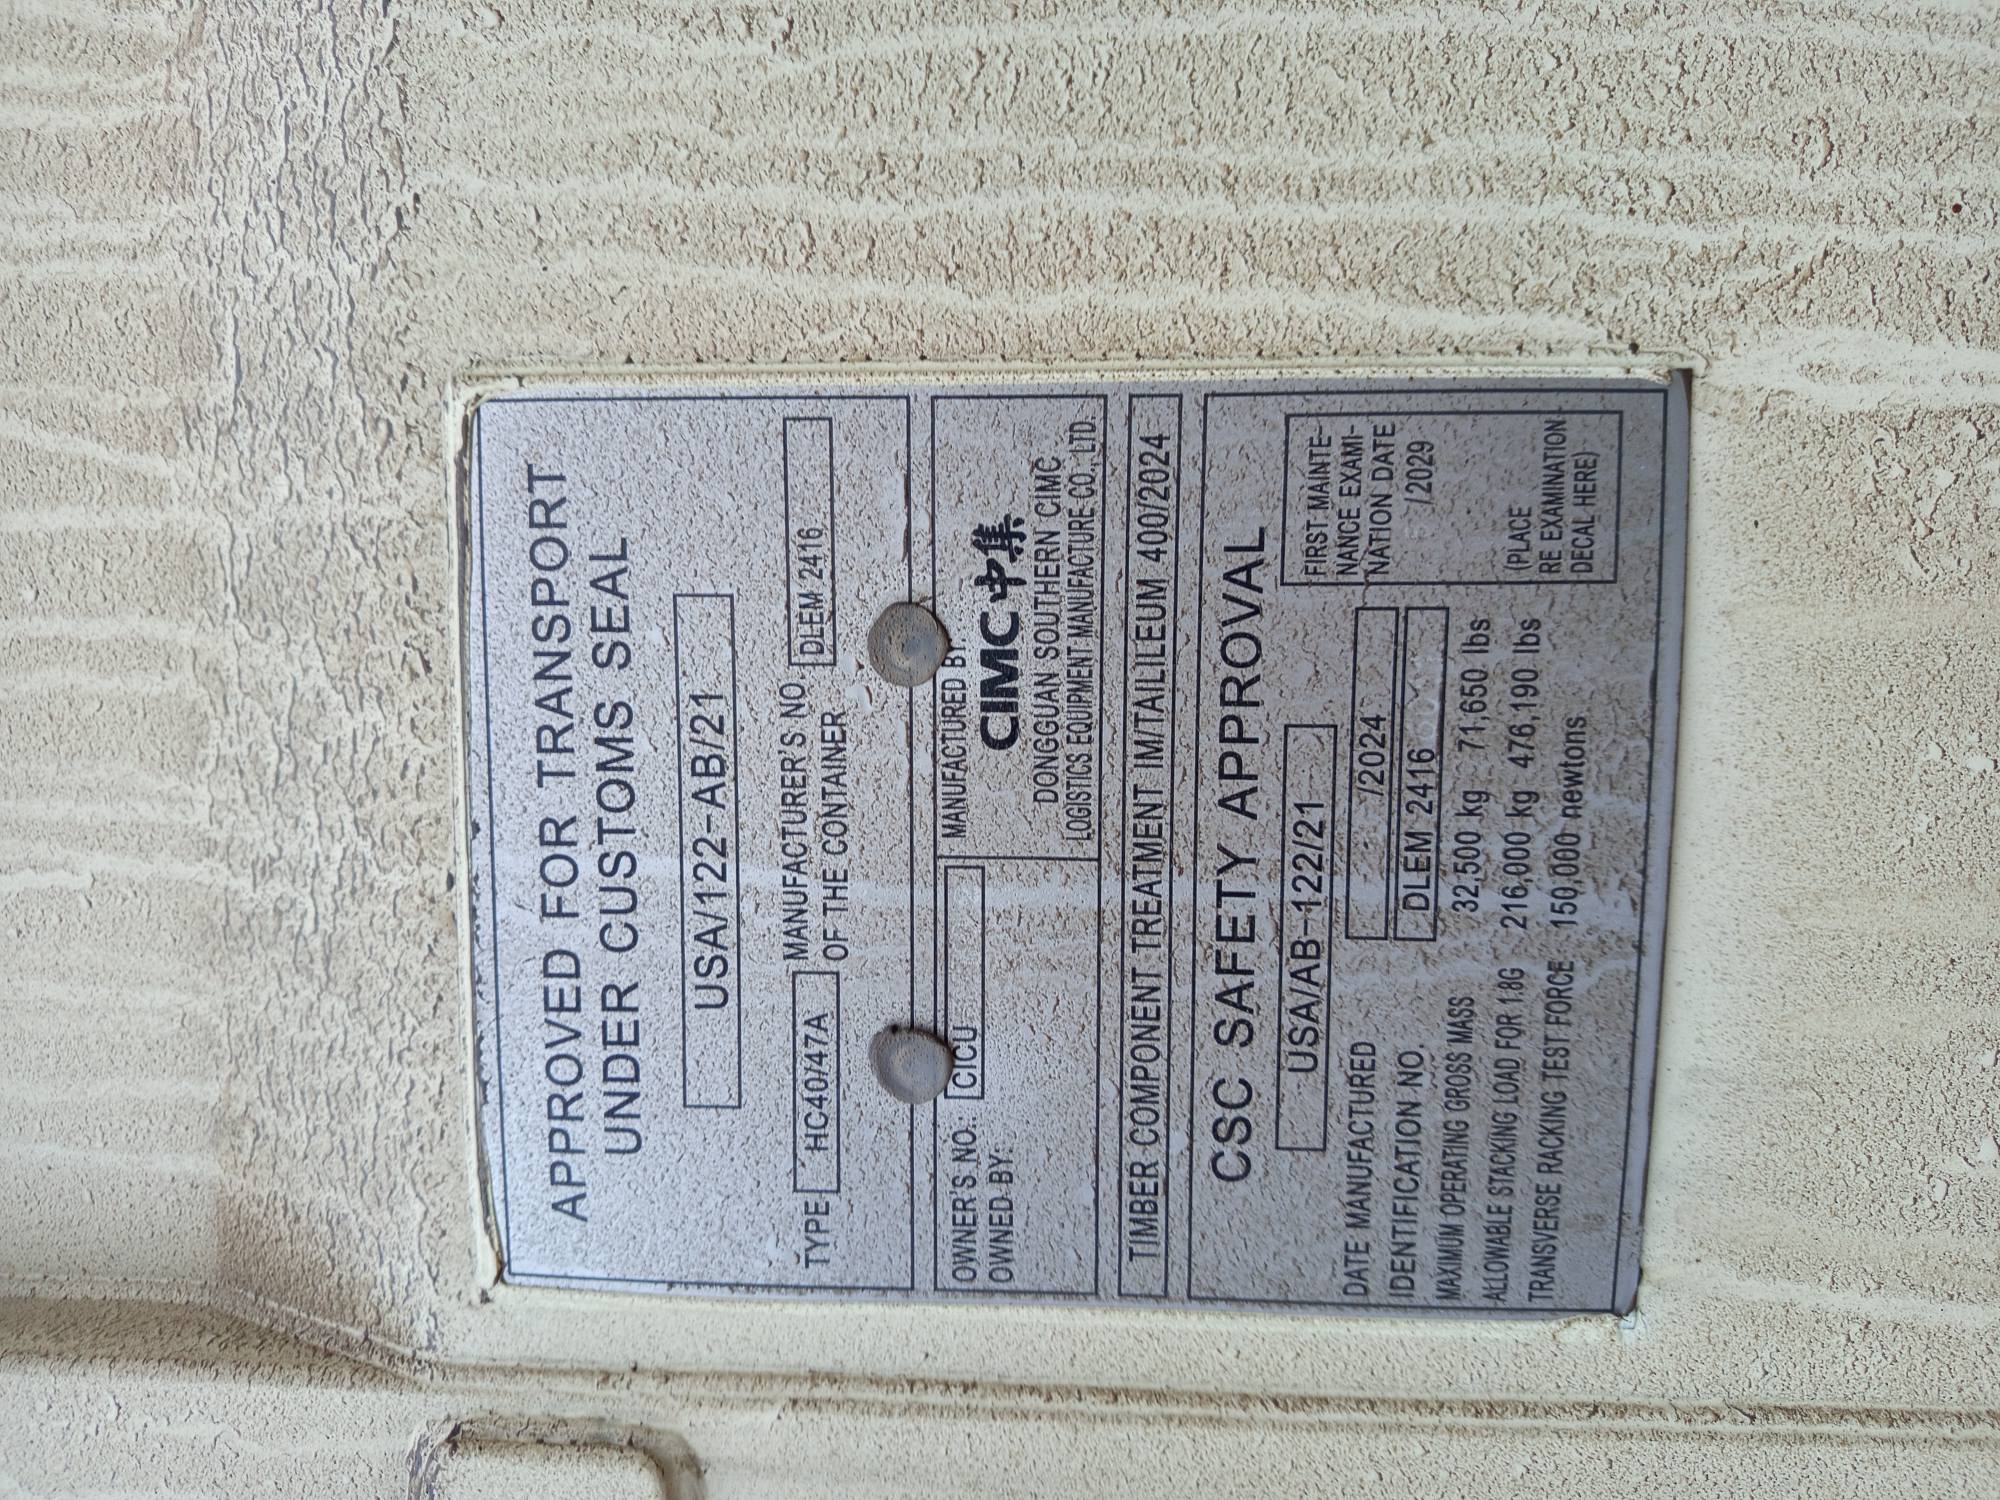 APPROVED FOR TRANSPORT
UNDER CUSTOMS SEAL
USA/122-AB/21
TYPE HC40/47A MANUFACTURER'S NO. OF THE CONTAINER DLEM 2416
OWNER'S NO.: CICU
OWNED BY:
MANUFACTURED BY
CIMC中集
DONGGUAN SOUTHERN CIMC
LOGISTICS EQUIPMENT MANUFACTURE CO.,LTD.
TIMBER COMPONENT TREATMENT IM/TAILILEUM 400/2024
CSC SAFETY APPROVAL
USA/AB-122/21
DATE MANUFACTURED /2024
IDENTIFICATION NO. DLEM 2416
MAXIMUM OPERATING GROSS MASS 32,500 kg 71,650 lbs
ALLOWABLE STACKING LOAD FOR 1.8G 216,000 kg 476,190 lbs
TRANSVERSE RACKING TEST FORCE 150,000 newtons
FIRST MAINTE-
NANCE EXAMI-
NATION DATE
/2029
(PLACE
RE EXAMINATION
DECAL HERE)